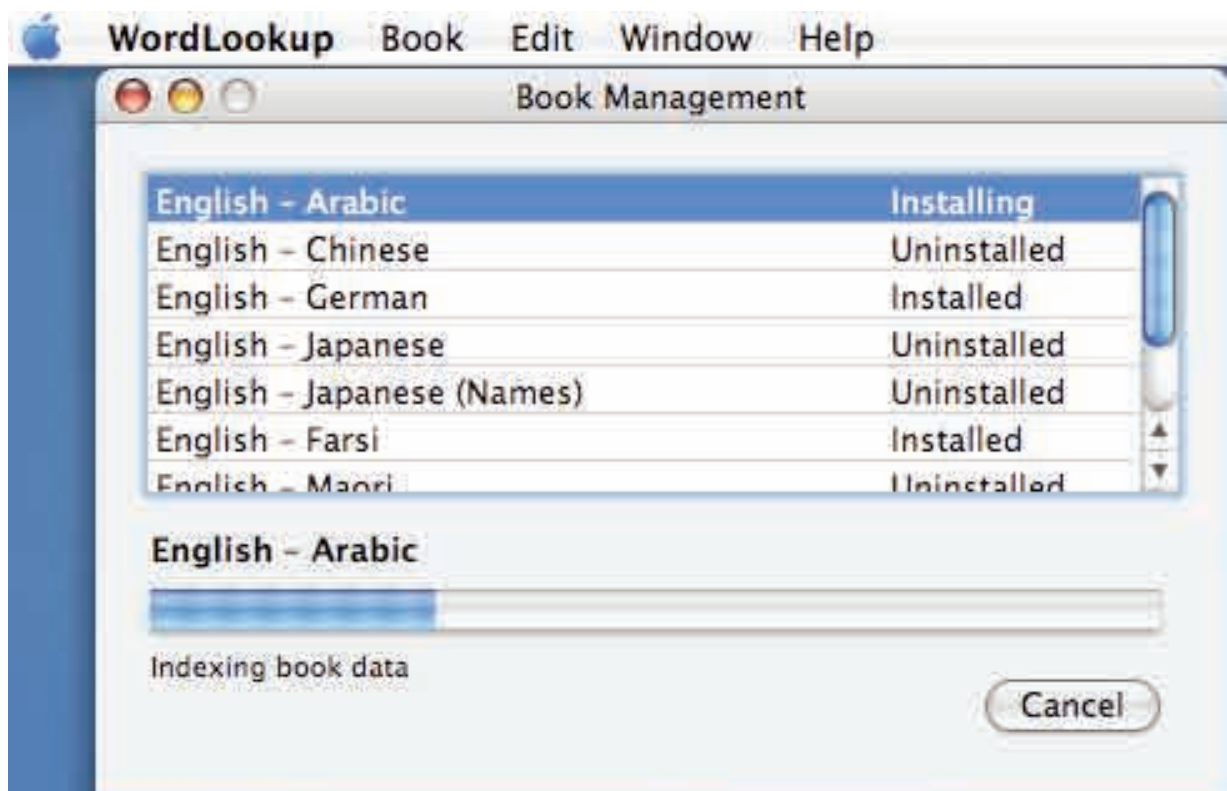 WordLookup Book Edit Window Help
Book Management
English – Arabic Installing
English – Chinese Uninstalled
English – German Installed
English – Japanese Uninstalled
English – Japanese (Names) Uninstalled
English – Farsi Installed
English – Maori Uninstalled
English – Arabic
Indexing book data
Cancel